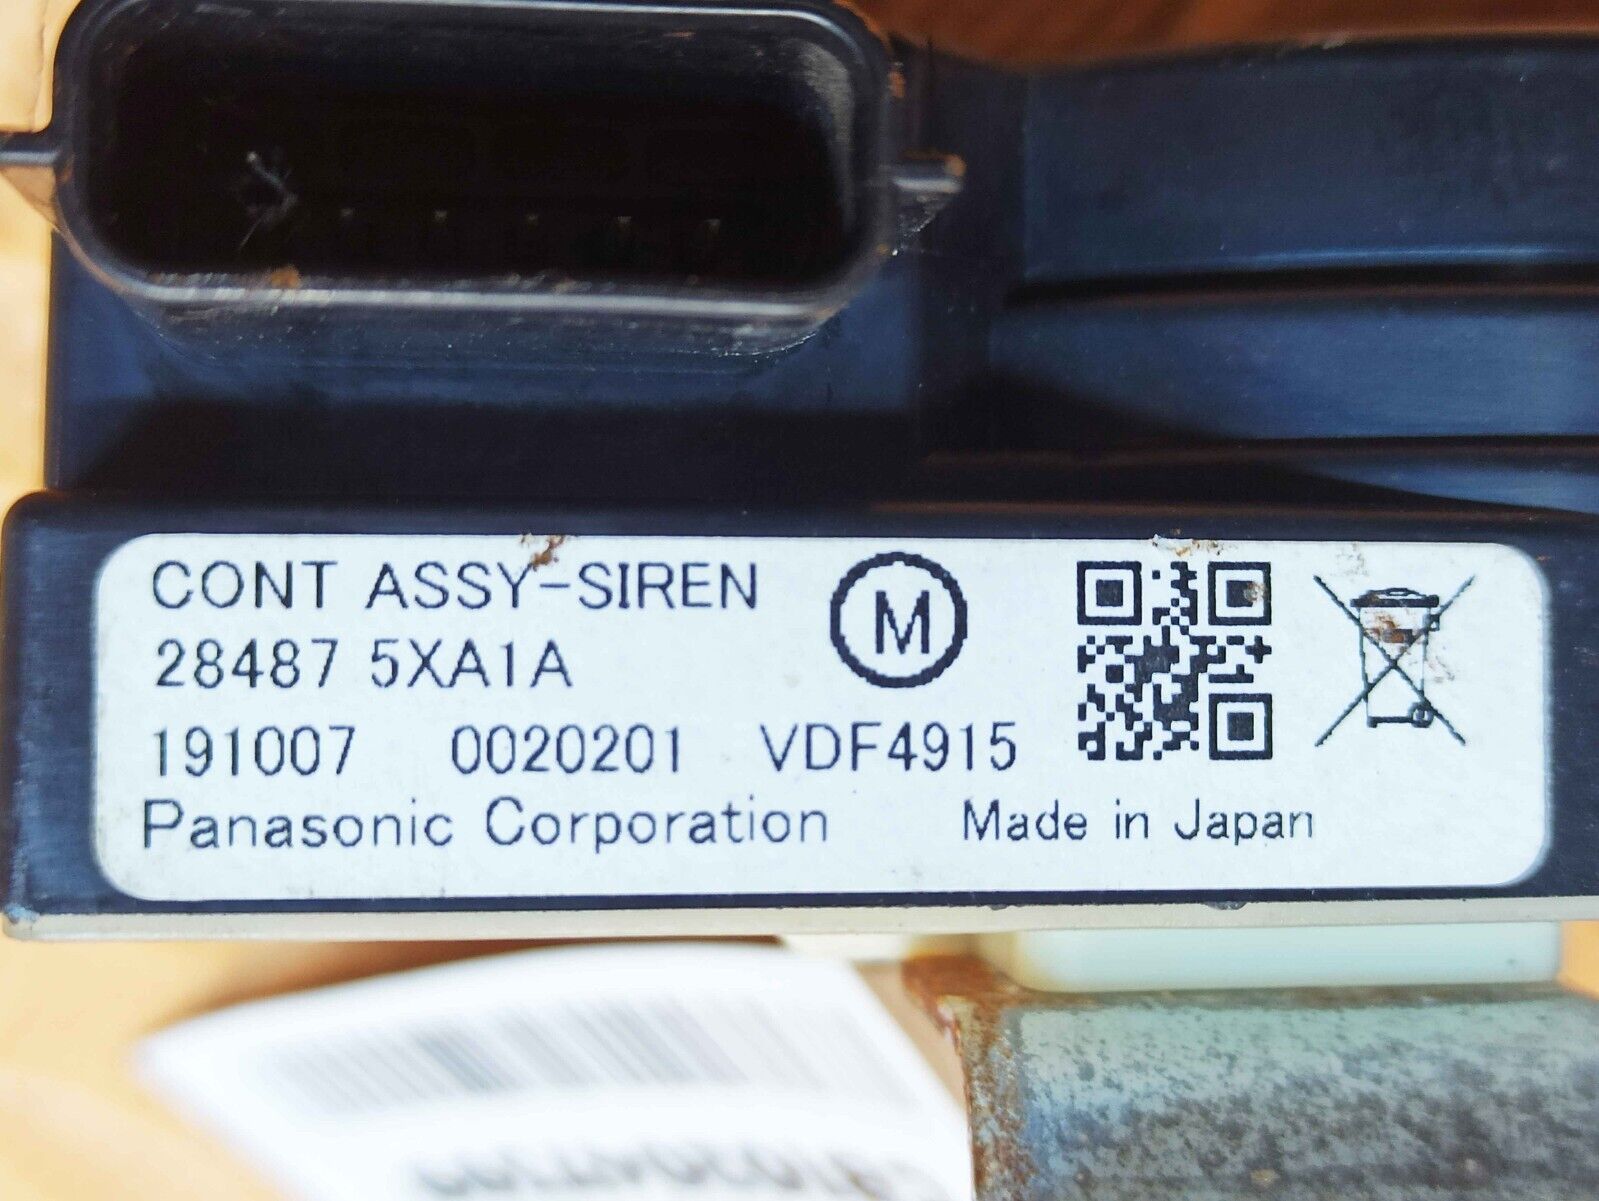 CONT ASSY-SIREN
28487 5XA1A
M
191007 0020201 VDF4915
Panasonic Corporation Made in Japan